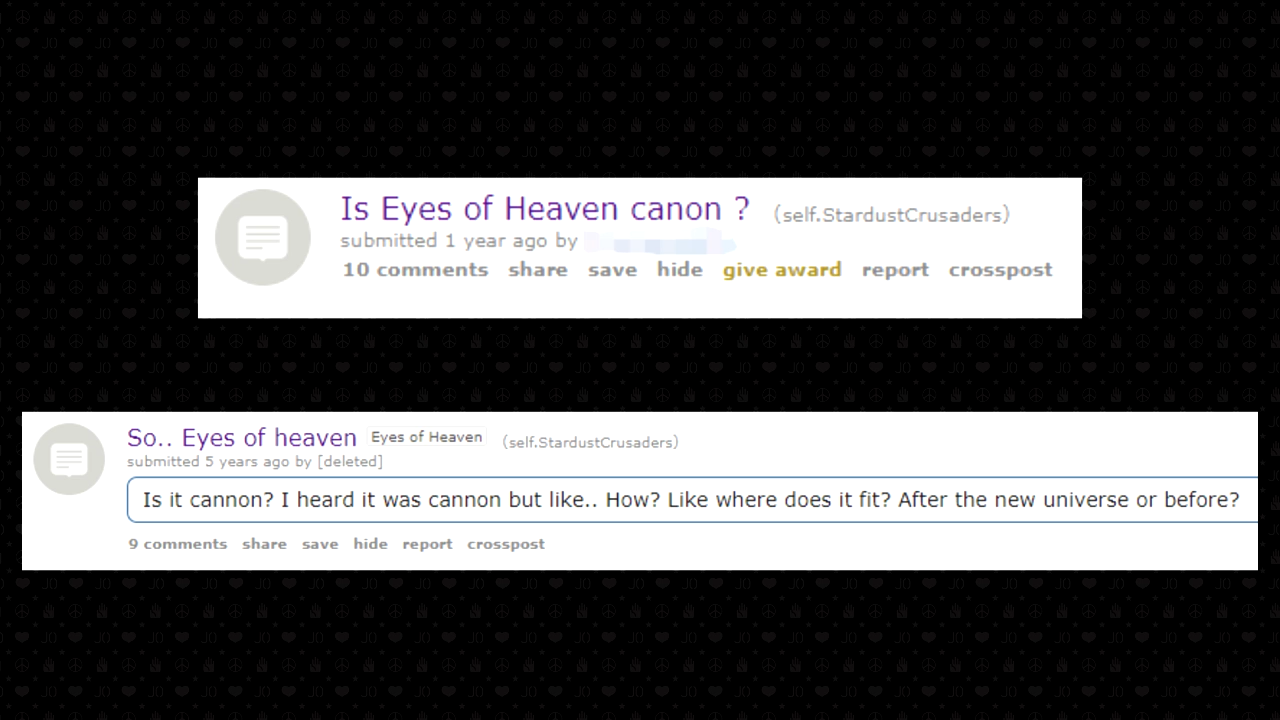 Is Eyes of Heaven canon ? (self.StardustCrusaders)
submitted 1 year ago by
10 comments share save hide give award report crosspost
So.. Eyes of heaven Eyes of Heaven (self.StardustCrusaders)
submitted 5 years ago by [deleted]
Is it cannon? I heard it was cannon but like.. How? Like where does it fit? After the new universe or before?
9 comments share save hide report crosspost